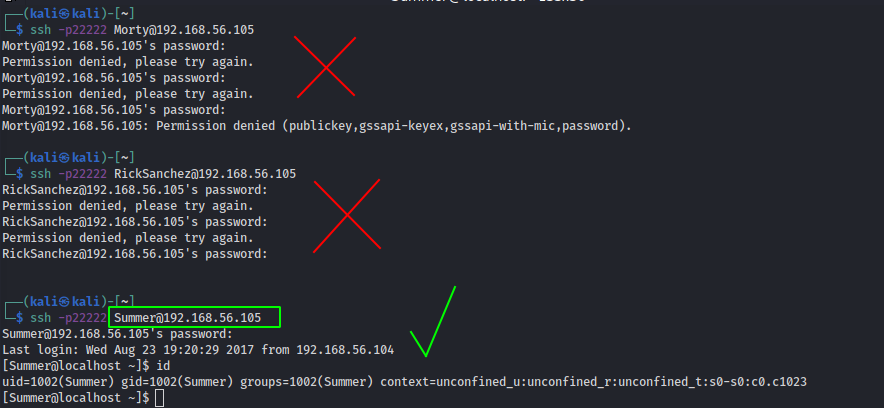 ┌──(kali㉿kali)-[~]
└─$ ssh -p22222 Morty@192.168.56.105
Morty@192.168.56.105's password:
Permission denied, please try again.
Morty@192.168.56.105's password:
Permission denied, please try again.
Morty@192.168.56.105's password:
Morty@192.168.56.105: Permission denied (publickey,gssapi-keyex,gssapi-with-mic,password).
┌──(kali㉿kali)-[~]
└─$ ssh -p22222 RickSanchez@192.168.56.105
RickSanchez@192.168.56.105's password:
Permission denied, please try again.
RickSanchez@192.168.56.105's password:
Permission denied, please try again.
RickSanchez@192.168.56.105's password:
┌──(kali㉿kali)-[~]
└─$ ssh -p22222 Summer@192.168.56.105
Summer@192.168.56.105's password:
Last login: Wed Aug 23 19:20:29 2017 from 192.168.56.104
[Summer@localhost ~]$ id
uid=1002(Summer) gid=1002(Summer) groups=1002(Summer) context=unconfined_u:unconfined_r:unconfined_t:s0-s0:c0.c1023
[Summer@localhost ~]$